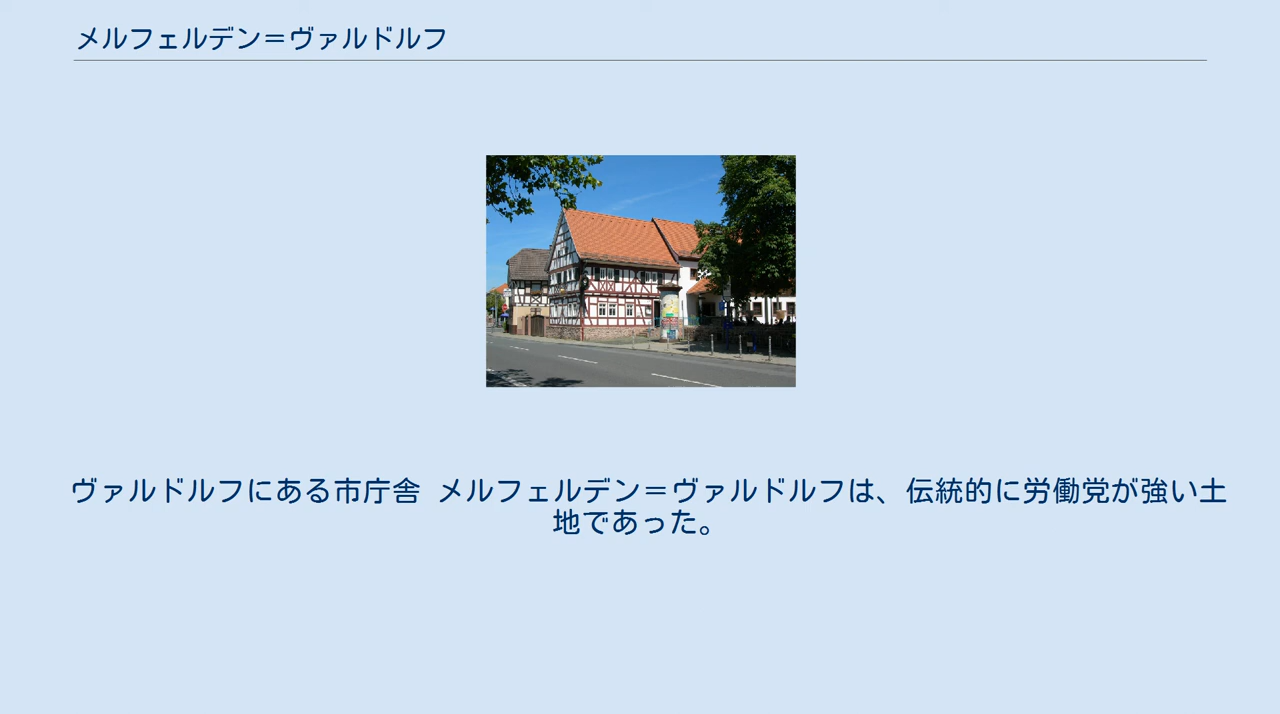 メルフェルデン＝ヴァルドルフ
ヴァルドルフにある市庁舎 メルフェルデン＝ヴァルドルフは、伝統的に労働党が強い土
地であった。